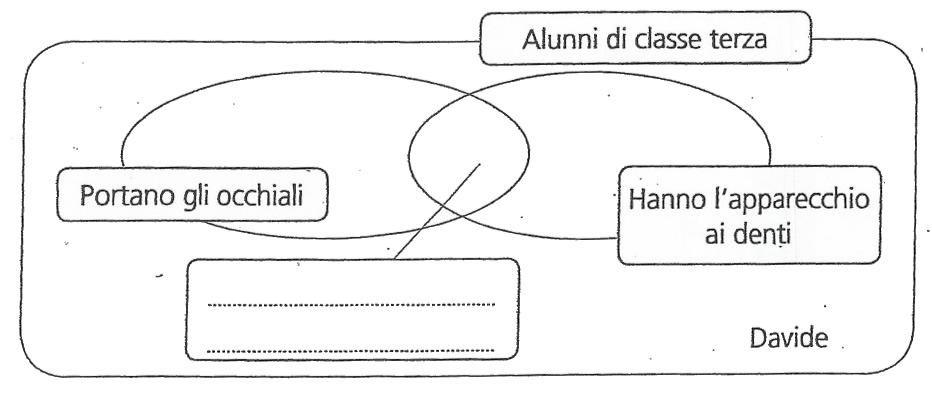 Alunni di classe terza
Portano gli occhiali
Hanno l'apparecchio
ai denti
Davide